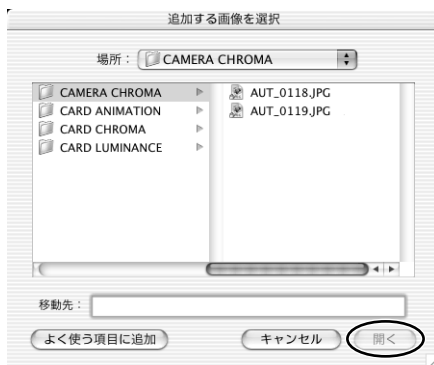 追加する画像を選択
場所： CAMERA CHROMA
CAMERA CHROMA
CARD ANIMATION
CARD CHROMA
CARD LUMINANCE
AUT_0118.JPG
AUT_0119.JPG
移動先：
よく使う項目に追加 キャンセル 開く